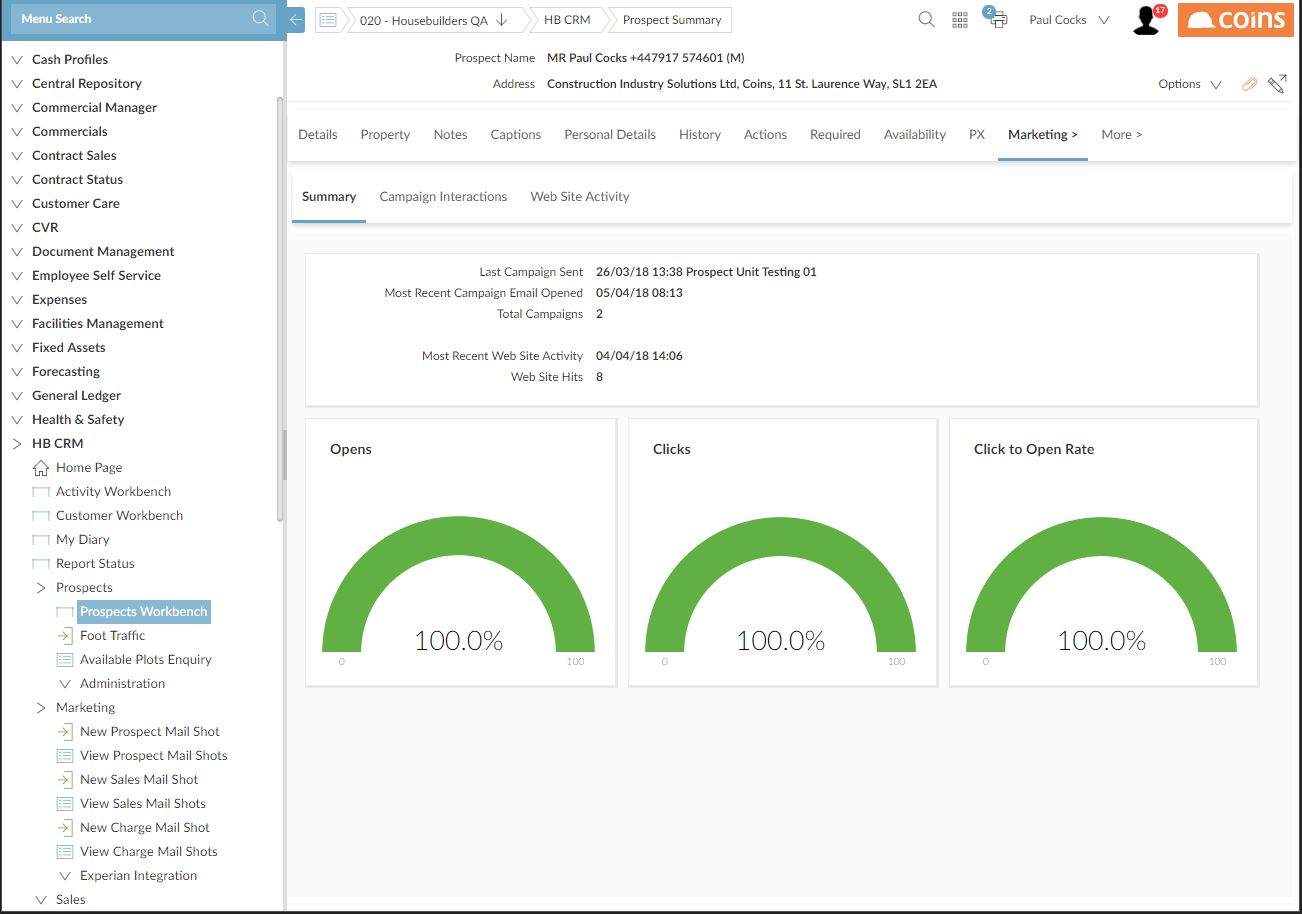 Menu Search
020 - Housebuilders QA
HB CRM
Prospect Summary
2
Paul Cocks
17
coins
Prospect Name MR Paul Cocks +447917 574601 (M)
Address Construction Industry Solutions Ltd, Coins, 11 St. Laurence Way, SL1 2EA
Options
Details Property Notes Captions Personal Details History Actions Required Availability PX Marketing > More >
Summary Campaign Interactions Web Site Activity
Last Campaign Sent 26/03/18 13:38 Prospect Unit Testing 01
Most Recent Campaign Email Opened 05/04/18 08:13
Total Campaigns 2
Most Recent Web Site Activity 04/04/18 14:06
Web Site Hits 8
Opens
100.0%
0 100
Clicks
100.0%
0 100
Click to Open Rate
100.0%
0 100
Cash Profiles
Central Repository
Commercial Manager
Commercials
Contract Sales
Contract Status
Customer Care
CVR
Document Management
Employee Self Service
Expenses
Facilities Management
Fixed Assets
Forecasting
General Ledger
Health & Safety
HB CRM
Home Page
Activity Workbench
Customer Workbench
My Diary
Report Status
Prospects
Prospects Workbench
Foot Traffic
Available Plots Enquiry
Administration
Marketing
New Prospect Mail Shot
View Prospect Mail Shots
New Sales Mail Shot
View Sales Mail Shots
New Charge Mail Shot
View Charge Mail Shots
Experian Integration
Sales